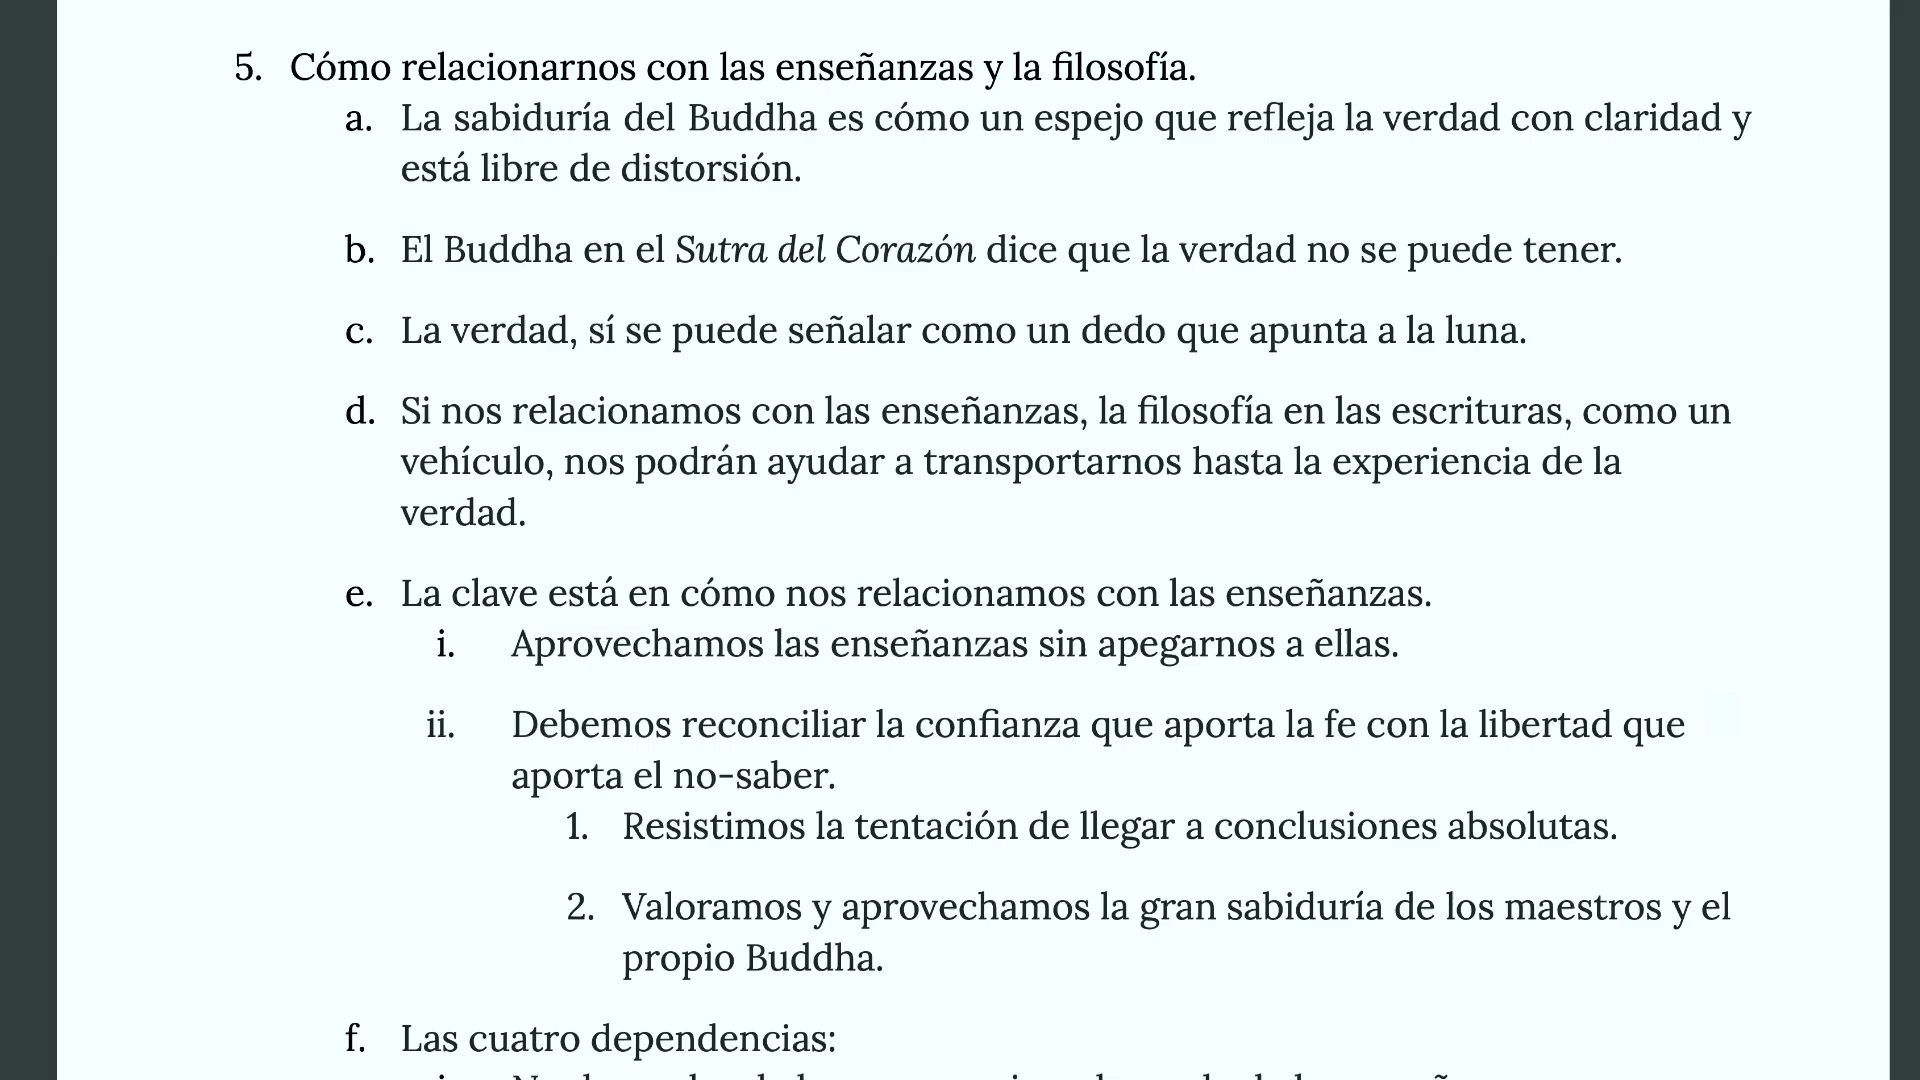 5. Cómo relacionarnos con las enseñanzas y la filosofía.
a. La sabiduría del Buddha es cómo un espejo que refleja la verdad con claridad y
está libre de distorsión.
b. El Buddha en el Sutra del Corazón dice que la verdad no se puede tener.
c. La verdad, sí se puede señalar como un dedo que apunta a la luna.
d. Si nos relacionamos con las enseñanzas, la filosofía en las escrituras, como un
vehículo, nos podrán ayudar a transportarnos hasta la experiencia de la
verdad.
e. La clave está en cómo nos relacionamos con las enseñanzas.
i. Aprovechamos las enseñanzas sin apegarnos a ellas.
ii. Debemos reconciliar la confianza que aporta la fe con la libertad que
aporta el no-saber.
1. Resistimos la tentación de llegar a conclusiones absolutas.
2. Valoramos y aprovechamos la gran sabiduría de los maestros y el
propio Buddha.
f. Las cuatro dependencias: